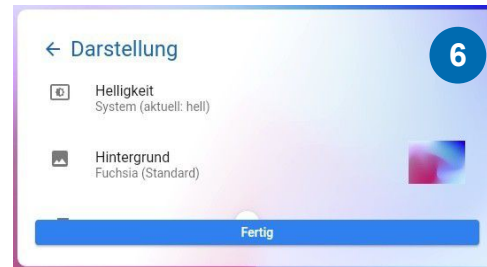 ← Darstellung
6
Helligkeit
System (aktuell: hell)
Hintergrund
Fuchsia (Standard)
Fertig